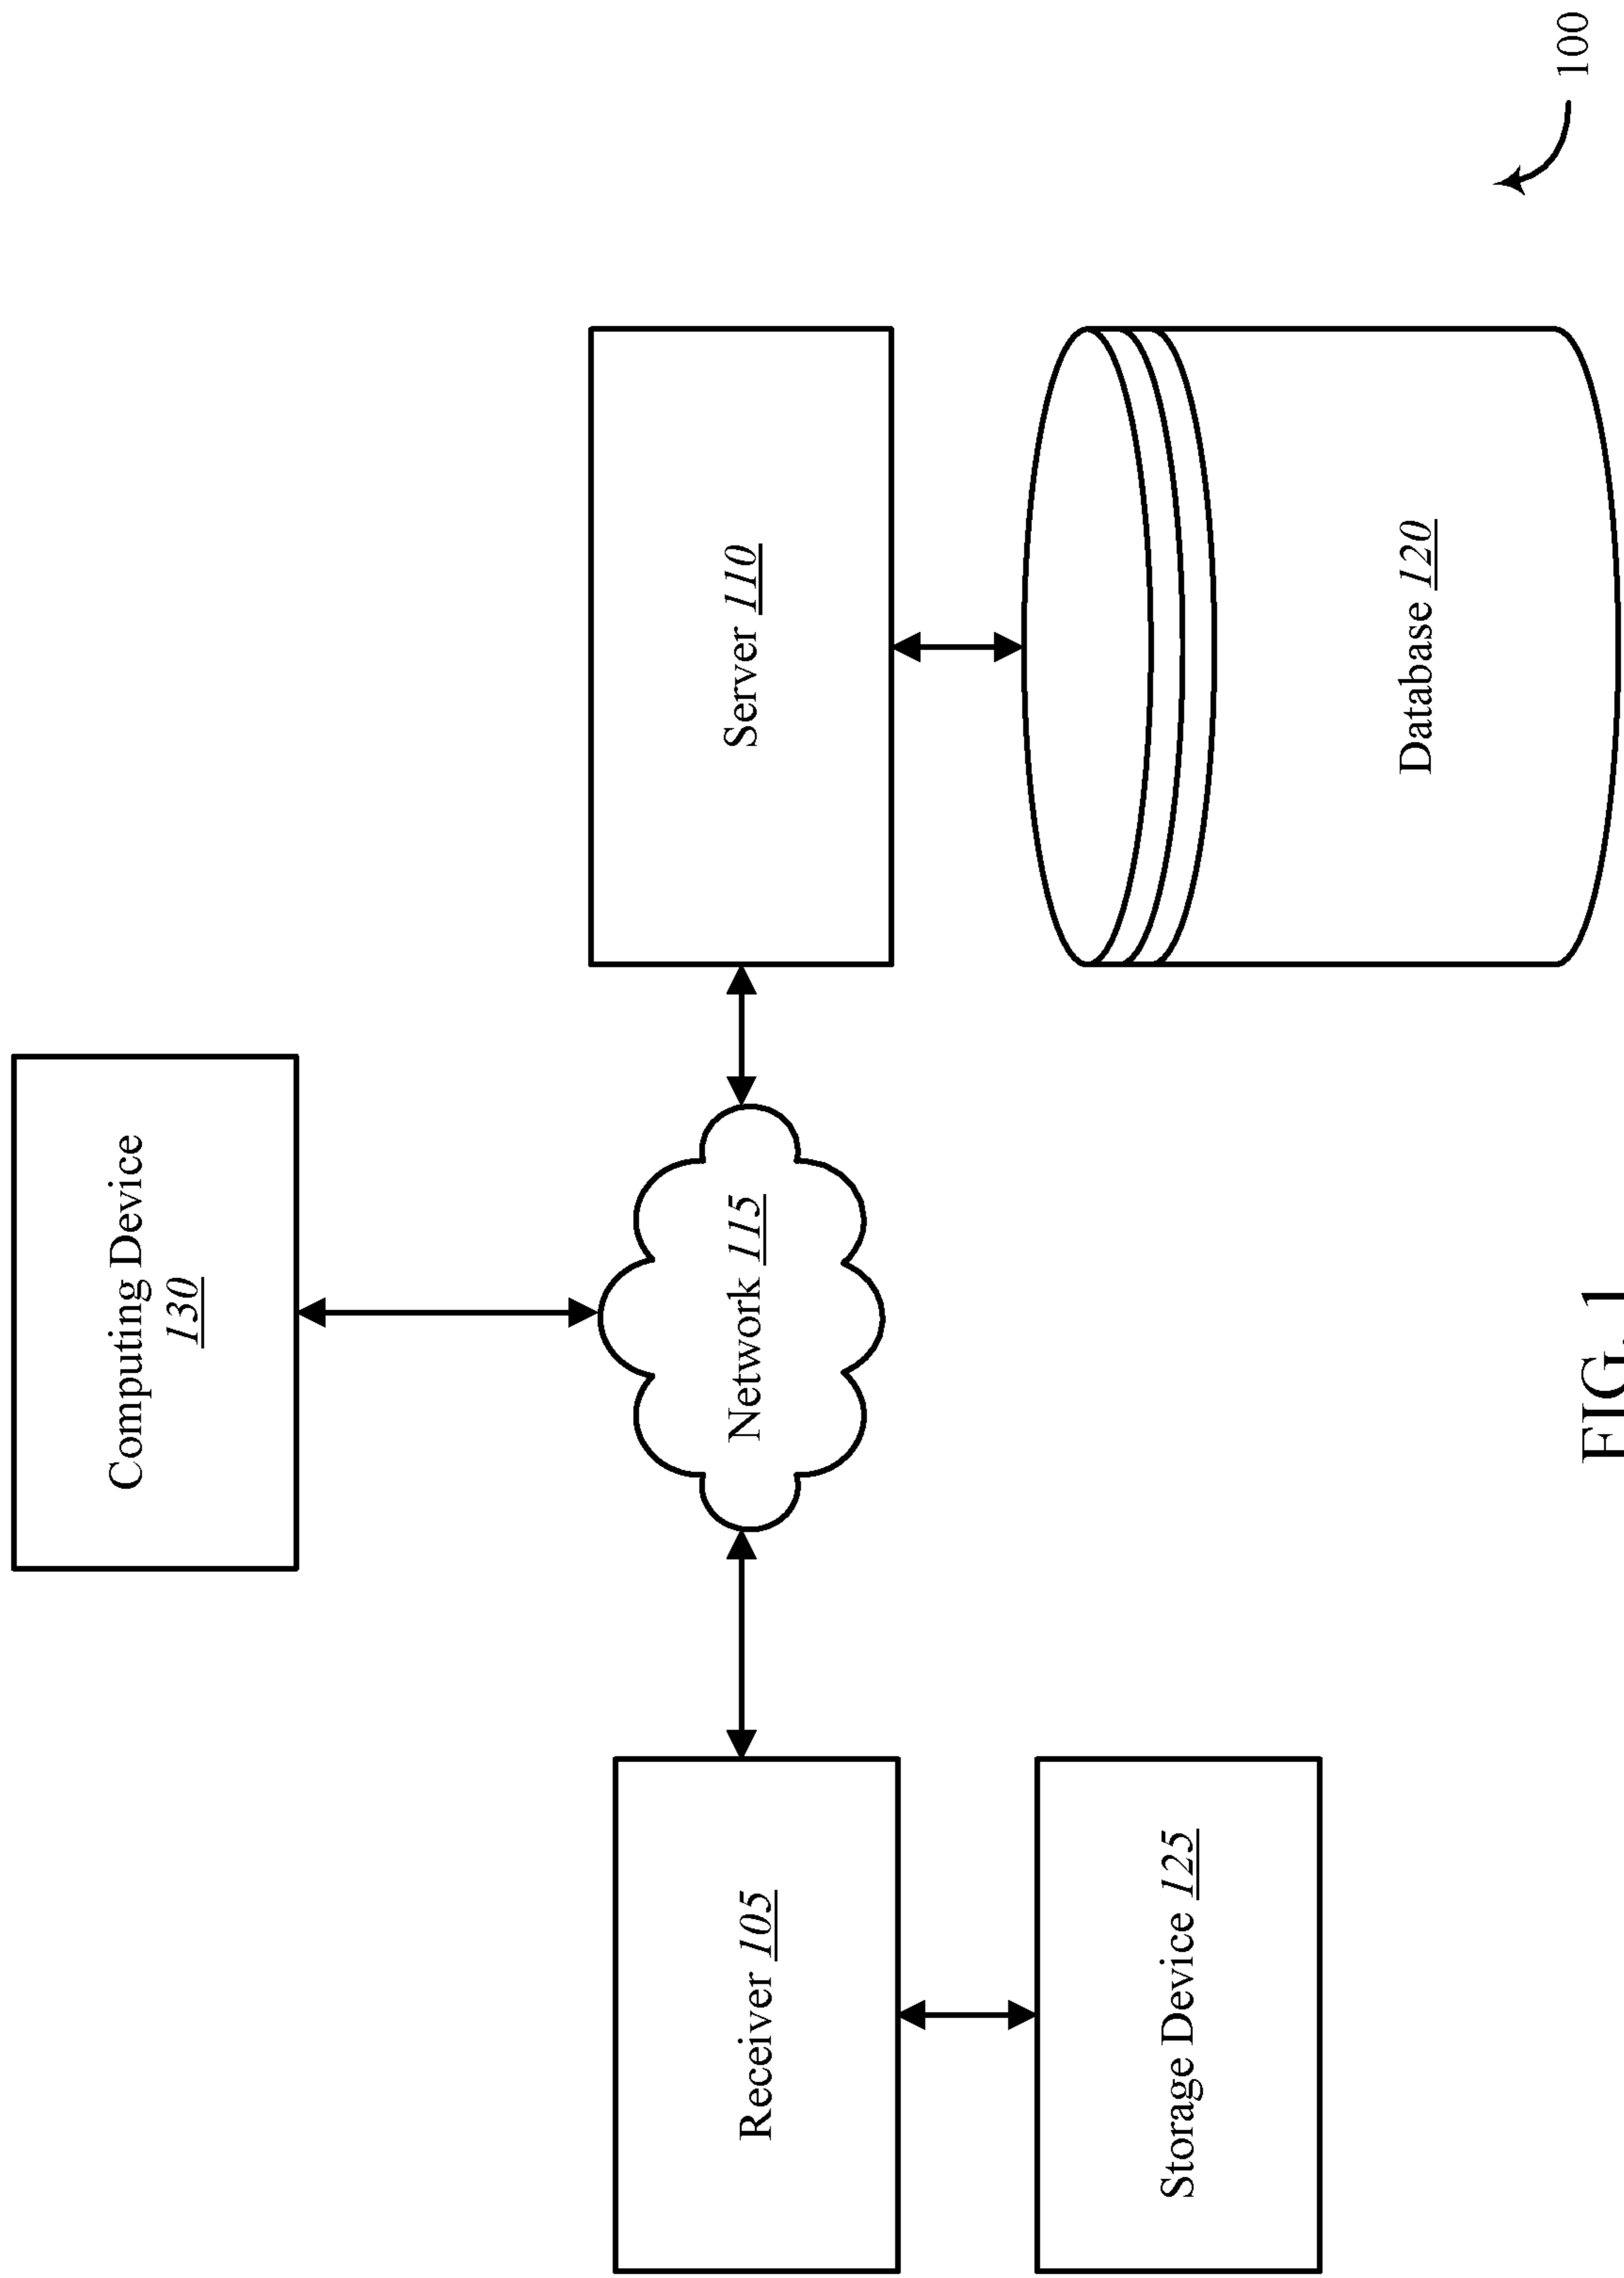 Computing Device
130
Receiver 105
Network 115
Server 110
Storage Device 125
Database 120
100
FIG. 1